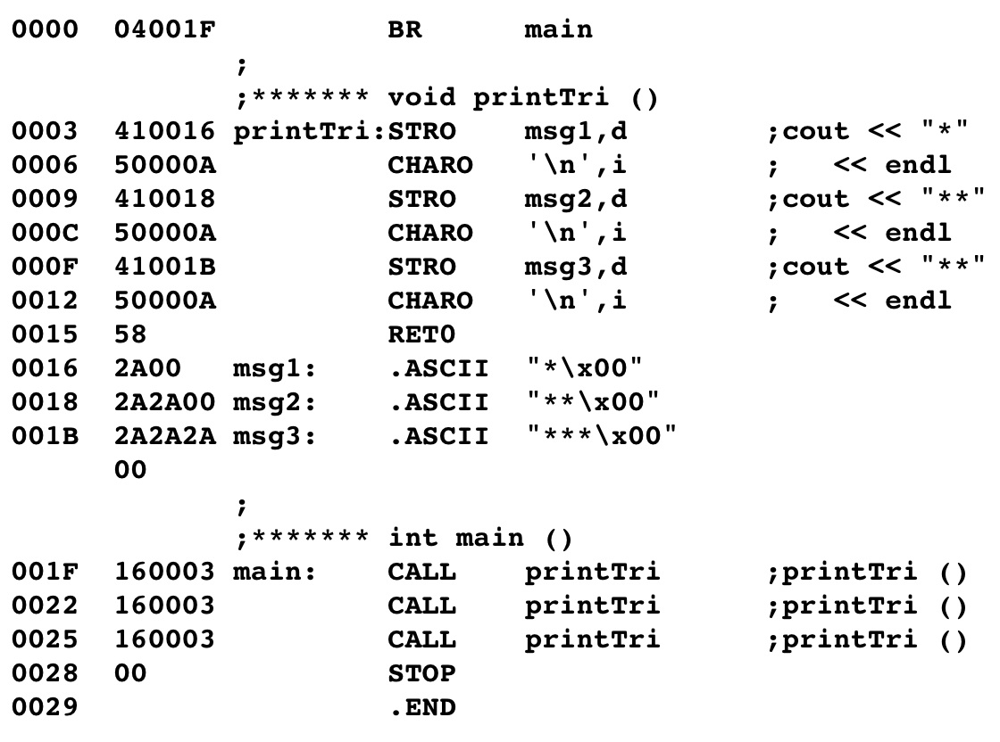 0000  04001F          BR      main
             ;
             ;******* void printTri ()
0003  410016 printTri:STRO    msg1,d        ;cout << "*"
0006  50000A          CHARO   '\n',i        ;   << endl
0009  410018          STRO    msg2,d        ;cout << "**"
000C  50000A          CHARO   '\n',i        ;   << endl
000F  41001B          STRO    msg3,d        ;cout << "**"
0012  50000A          CHARO   '\n',i        ;   << endl
0015  58              RET0
0016  2A00   msg1:    .ASCII  "*\x00"
0018  2A2A00 msg2:    .ASCII  "**\x00"
001B  2A2A2A msg3:    .ASCII  "***\x00"
      00
             ;
             ;******* int main ()
001F  160003 main:    CALL    printTri      ;printTri ()
0022  160003          CALL    printTri      ;printTri ()
0025  160003          CALL    printTri      ;printTri ()
0028  00              STOP
0029                  .END